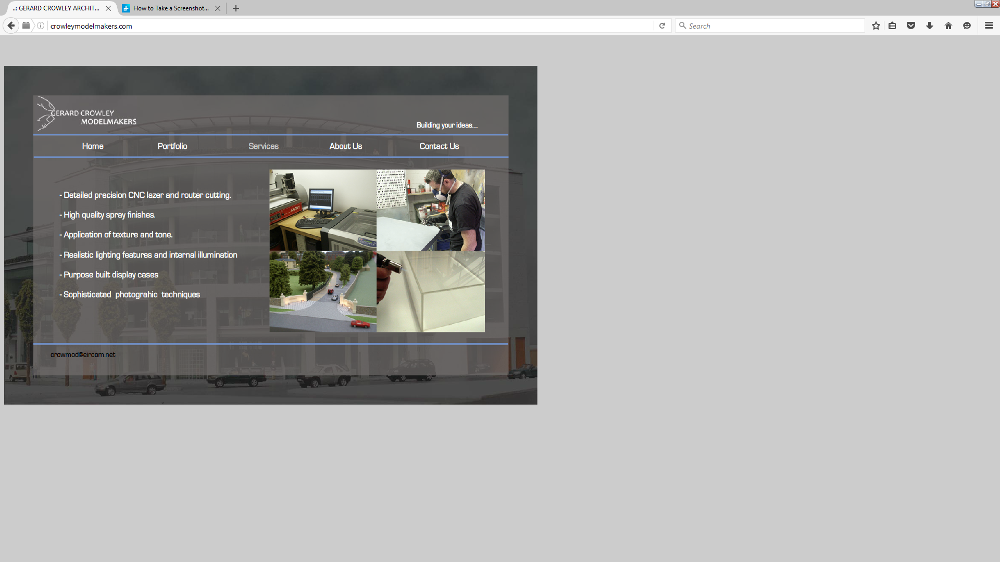 ..: GERARD CROWLEY ARCHIT...
How to Take a Screenshot...
crowleymodelmakers.com
Search
GERARD CROWLEY
MODELMAKERS
Building your ideas....
Home Portfolio Services About Us Contact Us
- Detailed precision CNC lazer and router cutting.
- High quality spray finishes.
- Application of texture and tone.
- Realistic lighting features and internal illumination
- Purpose built display cases
- Sophisticated photograhic techniques
CADET
crowmod@eircom.net